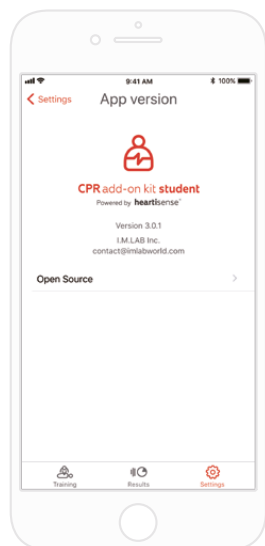 9:41 AM
100%
Settings
App version
CPR add-on kit student
Powered by heartisense
Version 3.0.1
I.M.LAB Inc.
contact@imlabworld.com
Open Source
Training
Results
Settings